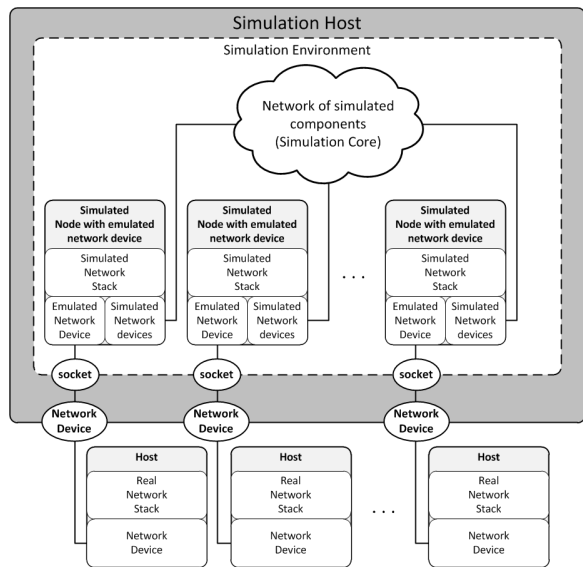 Simulation Host
Simulation Environment
Network of simulated
components
(Simulation Core)
Simulated
Node with emulated
network device
Simulated
Network
Stack
Emulated
Network
Device
Simulated
Network
devices
Simulated
Node with emulated
network device
Simulated
Network
Stack
Emulated
Network
Device
Simulated
Network
devices
. . .
Simulated
Node with emulated
network device
Simulated
Network
Stack
Emulated
Network
Device
Simulated
Network
devices
socket
socket
socket
Network
Device
Network
Device
Network
Device
Host
Real
Network
Stack
Network
Device
Host
Real
Network
Stack
Network
Device
. . .
Host
Real
Network
Stack
Network
Device